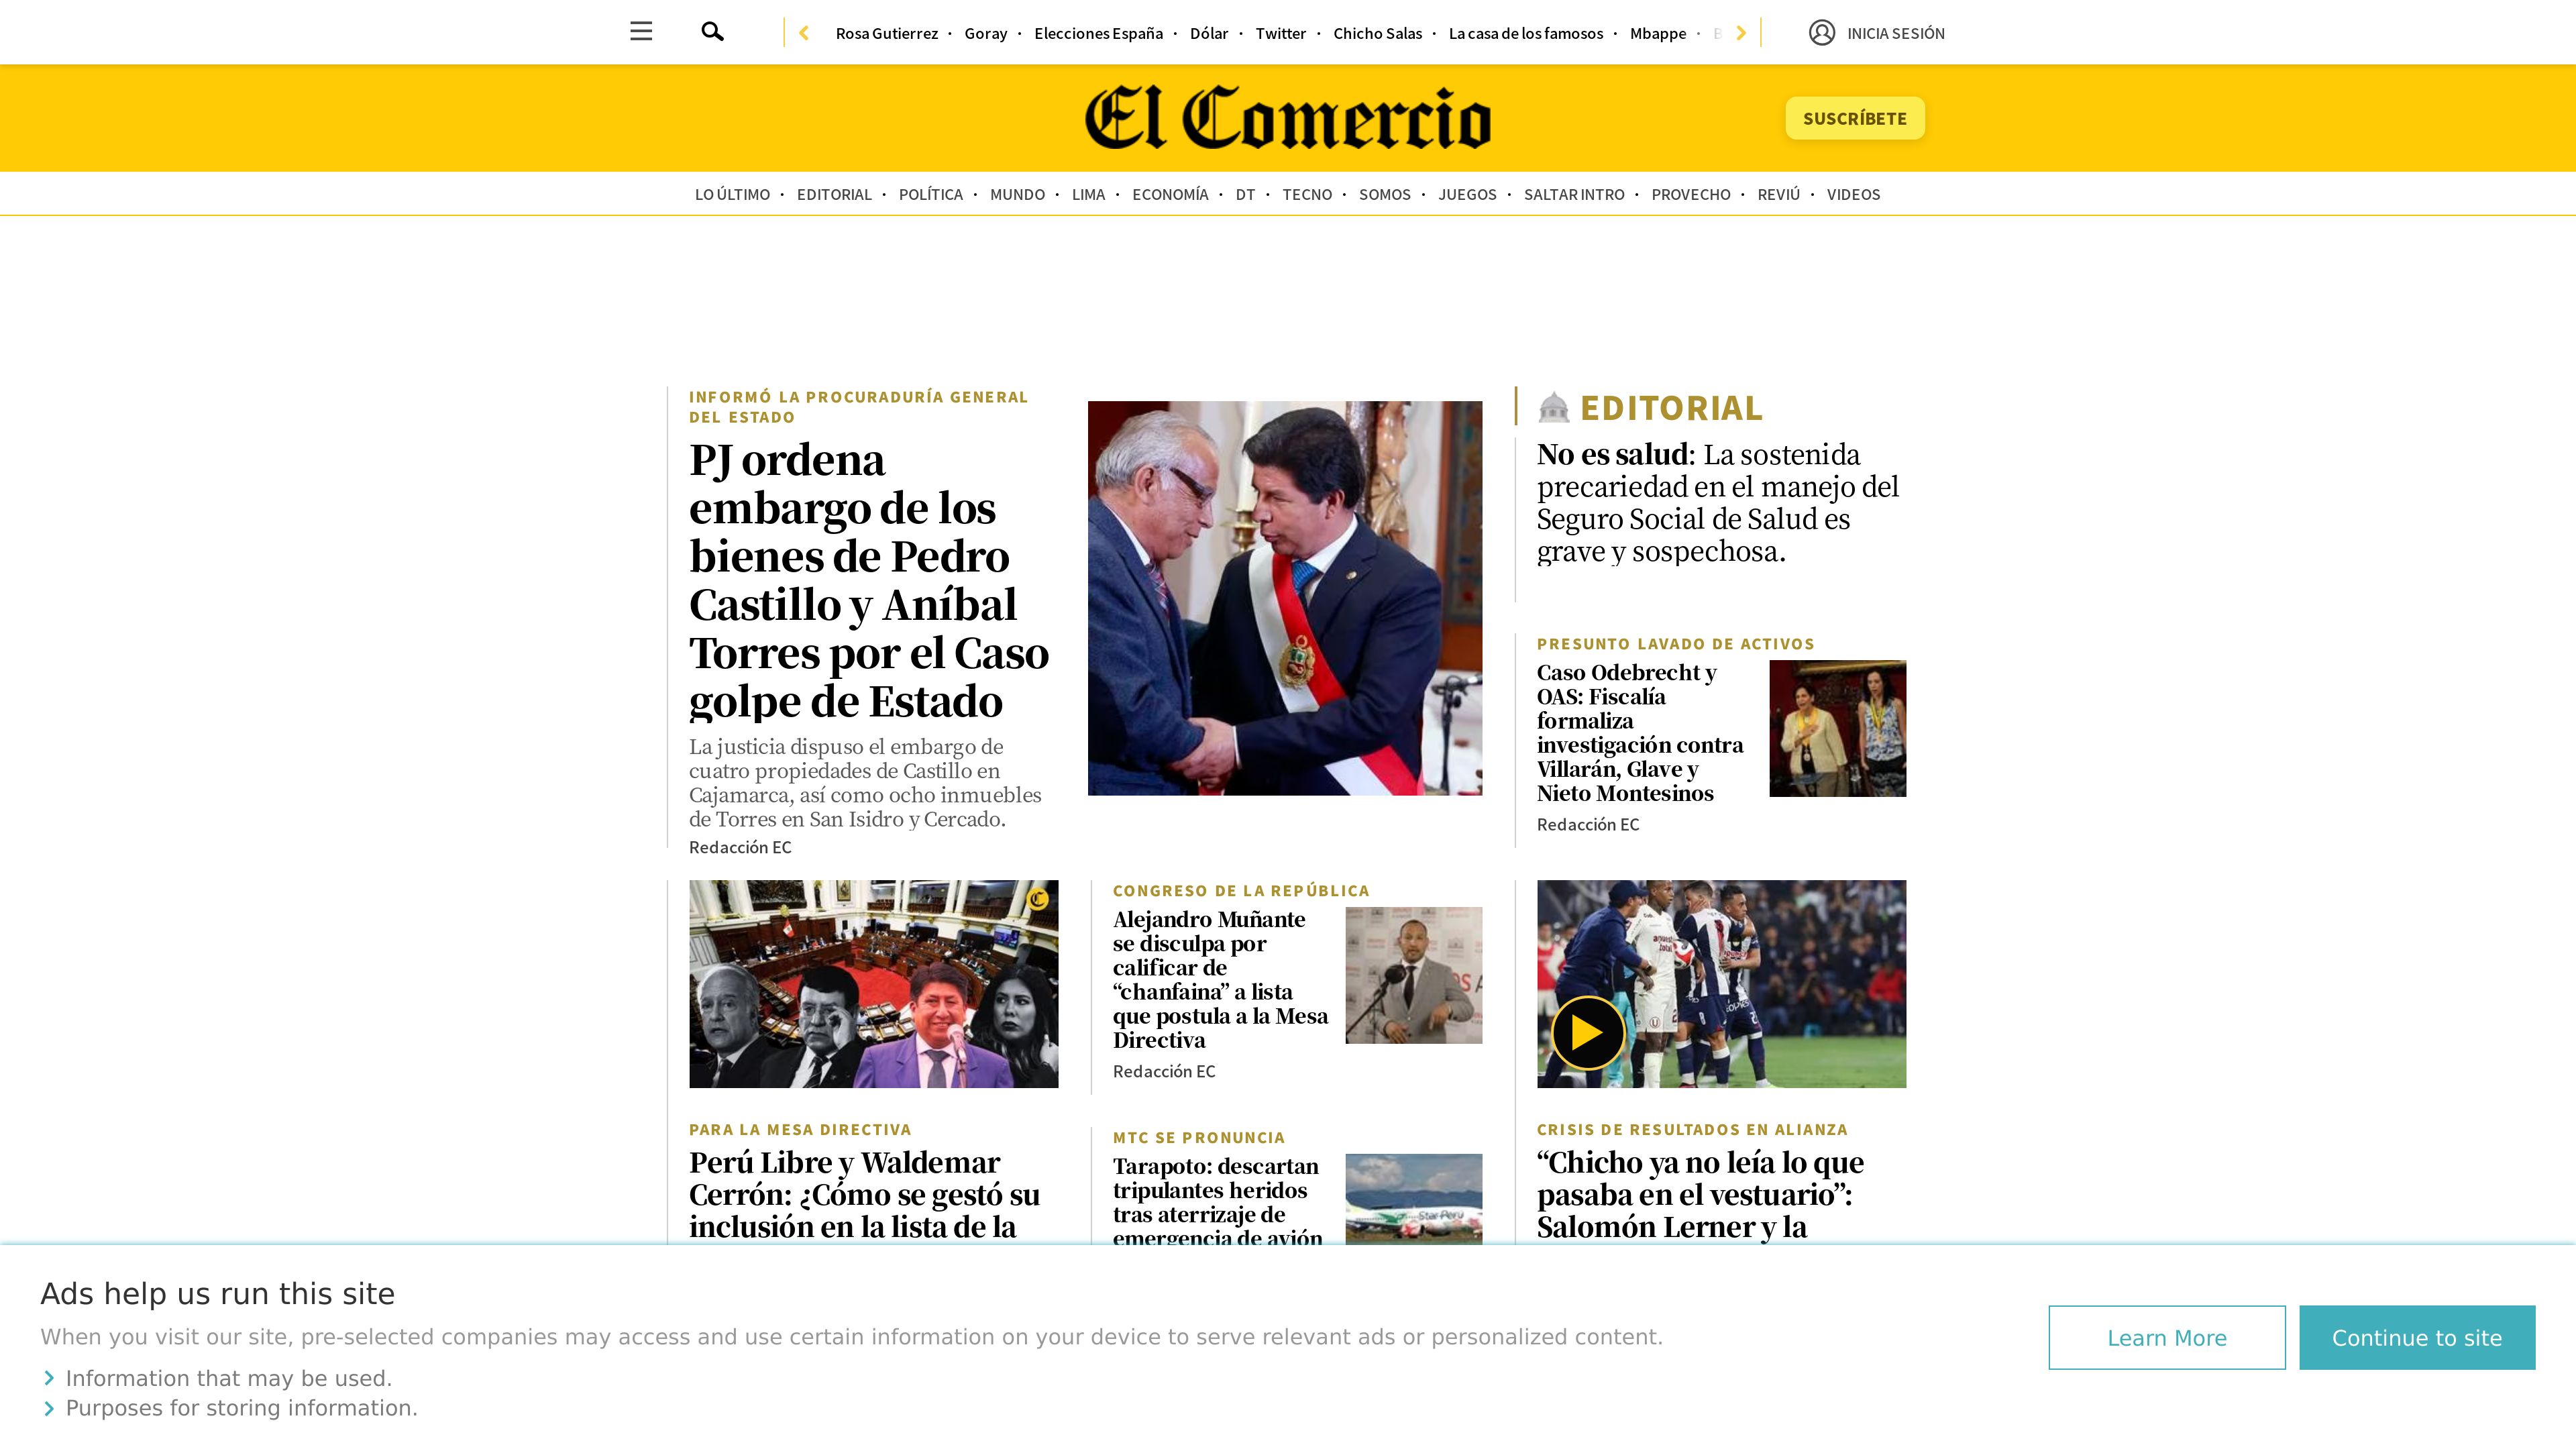 Rosa Gutierrez • Goray • Elecciones España • Dólar • Twitter • Chicho Salas • La casa de los famosos • Mbappe •
INICIA SESIÓN
El Comercio
SUSCRÍBETE
LO ÚLTIMO • EDITORIAL • POLÍTICA • MUNDO • LIMA • ECONOMÍA • DT • TECNO • SOMOS • JUEGOS • SALTAR INTRO • PROVECHO • REVIÚ • VIDEOS
INFORMÓ LA PROCURADURÍA GENERAL
DEL ESTADO
PJ ordena
embargo de los
bienes de Pedro
Castillo y Aníbal
Torres por el Caso
golpe de Estado
La justicia dispuso el embargo de
cuatro propiedades de Castillo en
Cajamarca, así como ocho inmuebles
de Torres en San Isidro y Cercado.
Redacción EC
EDITORIAL
No es salud: La sostenida
precariedad en el manejo del
Seguro Social de Salud es
grave y sospechosa.
PRESUNTO LAVADO DE ACTIVOS
Caso Odebrecht y
OAS: Fiscalía
formaliza
investigación contra
Villarán, Glave y
Nieto Montesinos
Redacción EC
PARA LA MESA DIRECTIVA
Perú Libre y Waldemar
Cerrón: ¿Cómo se gestó su
inclusión en la lista de la
CONGRESO DE LA REPÚBLICA
Alejandro Muñante
se disculpa por
calificar de
“chanfaina” a lista
que postula a la Mesa
Directiva
Redacción EC
MTC SE PRONUNCIA
Tarapoto: descartan
tripulantes heridos
tras aterrizaje de
emergencia de avión
Star Perú
CRISIS DE RESULTADOS EN ALIANZA
“Chicho ya no leía lo que
pasaba en el vestuario”:
Salomón Lerner y la
Ads help us run this site
When you visit our site, pre-selected companies may access and use certain information on your device to serve relevant ads or personalized content.
Information that may be used.
Purposes for storing information.
Learn More
Continue to site